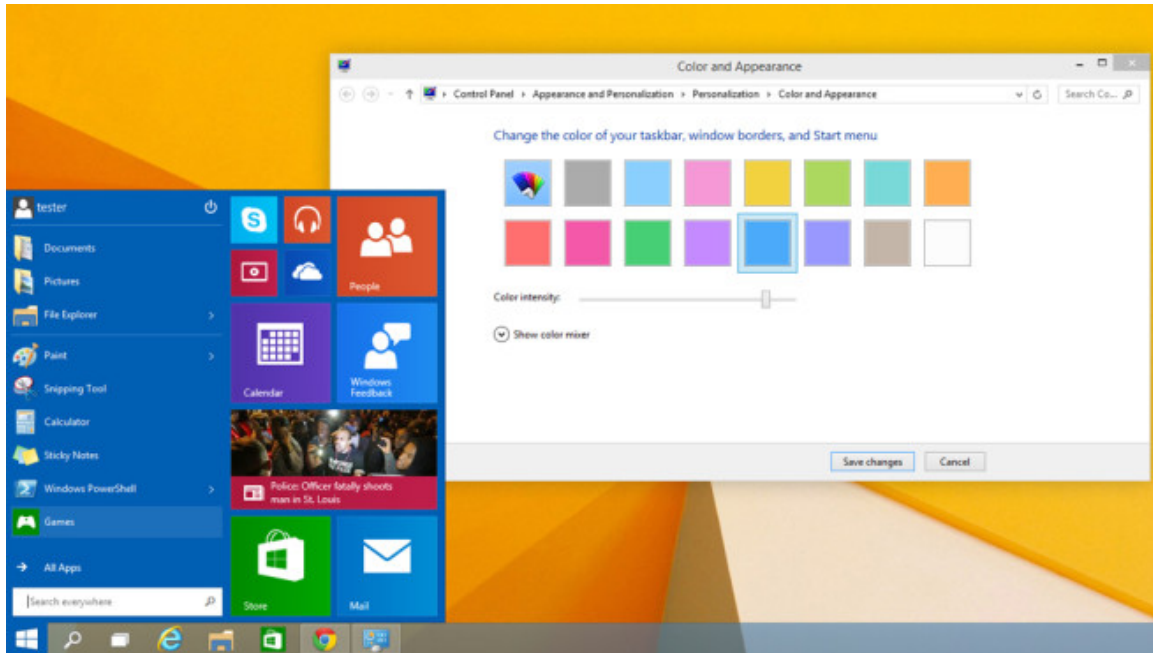 Color and Appearance
Control Panel › Appearance and Personalization › Personalization › Color and Appearance
Search Co...
Change the color of your taskbar, window borders, and Start menu
Color intensity:
Show color mixer
Save changes
Cancel
tester
Documents
Pictures
File Explorer
Paint
Snipping Tool
Calculator
Sticky Notes
Windows PowerShell
Games
All Apps
Search everywhere
People
Calendar
Windows
Feedback
Police: Officer fatally shoots
man in St. Louis
Store
Mail